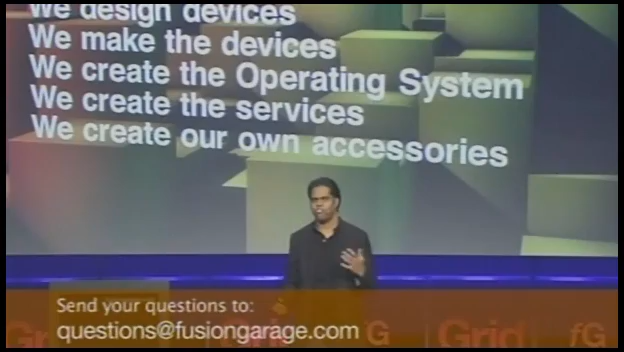 We design devices
We make the devices
We create the Operating System
We create the services
We create our own accessories
Send your questions to:
questions@fusiongarage.com
Gr
G
Grid
fG